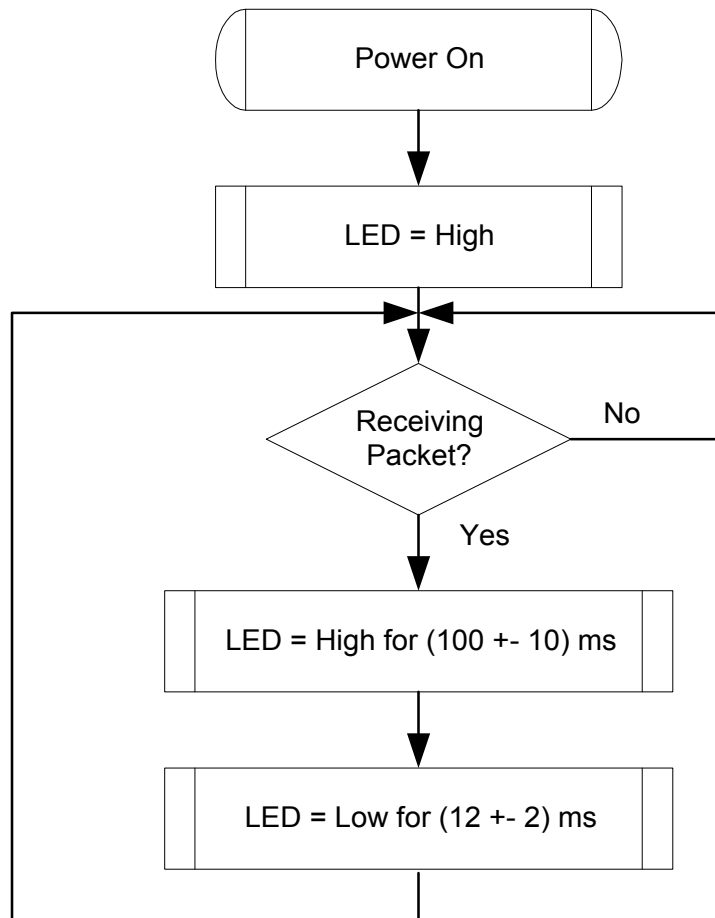 Power On
LED = High
Receiving
Packet?
No
Yes
LED = High for (100 +- 10) ms
LED = Low for (12 +- 2) ms